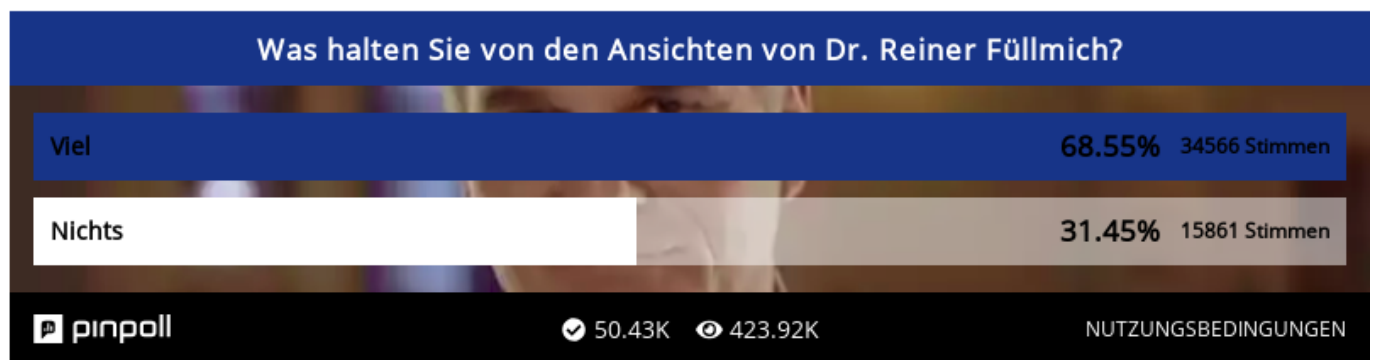 Was halten Sie von den Ansichten von Dr. Reiner Füllmich?
Viel 68.55% 34566 Stimmen
Nichts 31.45% 15861 Stimmen
pinpoll 50.43K 423.92K NUTZUNGSBEDINGUNGEN